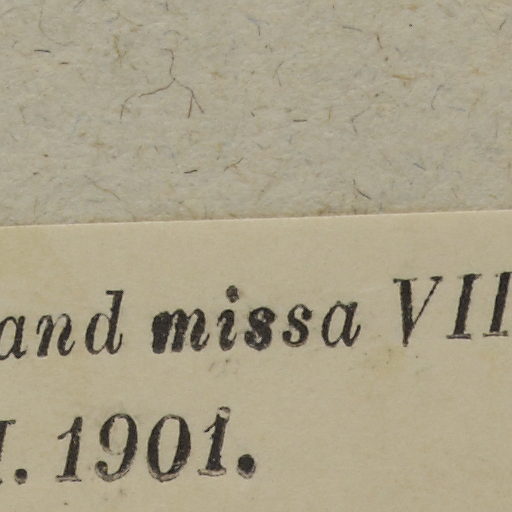 and missa VII
I. 1901.